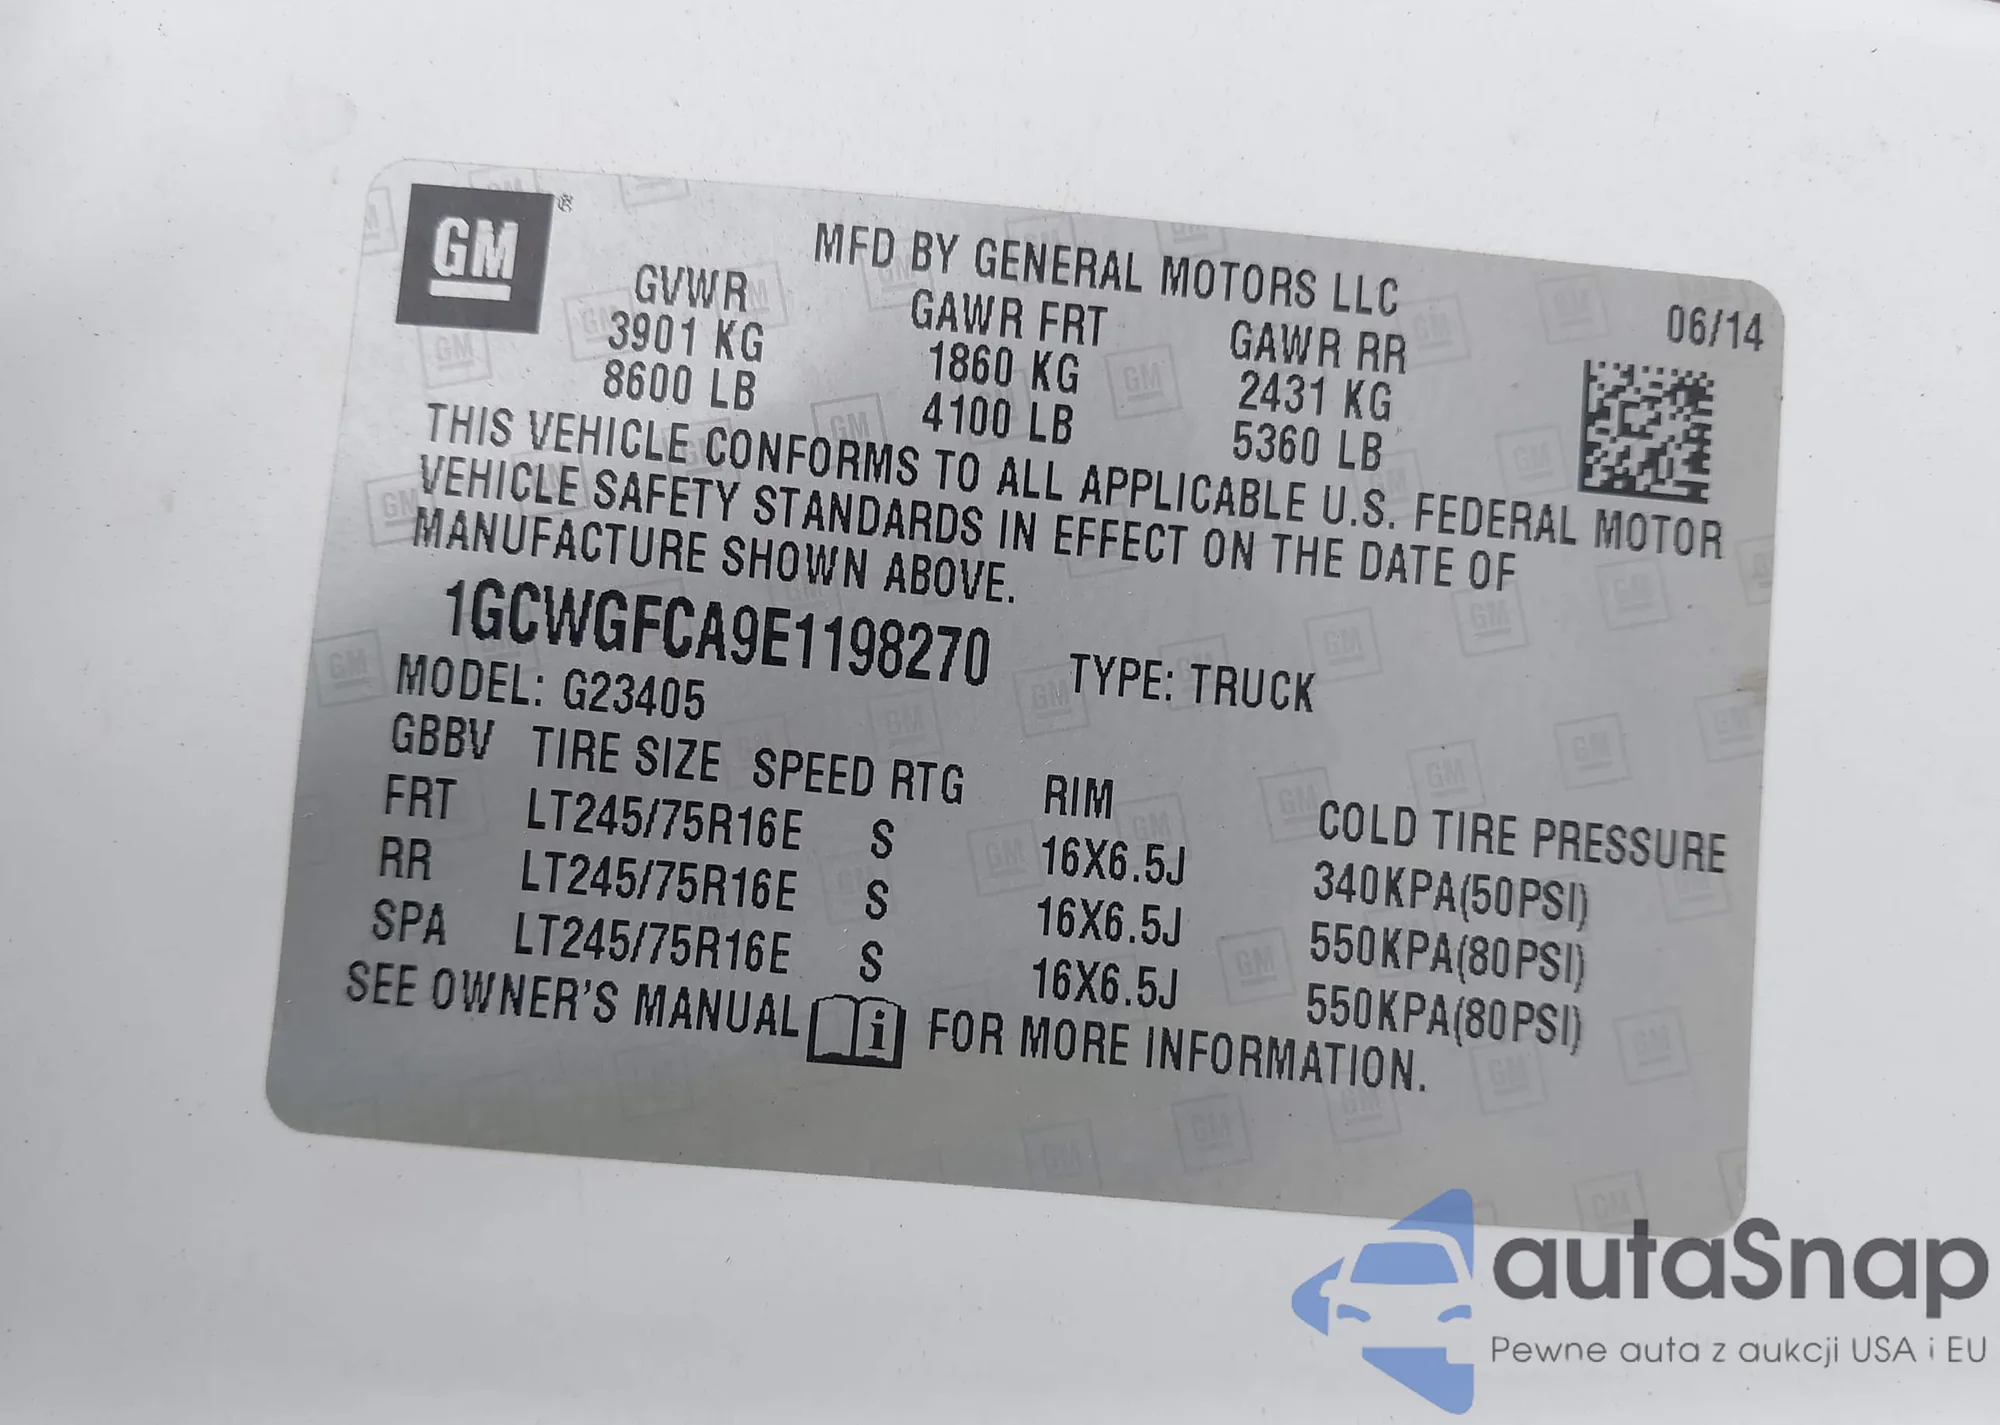 GM
MFD BY GENERAL MOTORS LLC
06/14
GVWR GAWR FRT GAWR RR
3901 KG 1860 KG 2431 KG
8600 LB 4100 LB 5360 LB
THIS VEHICLE CONFORMS TO ALL APPLICABLE U.S. FEDERAL MOTOR
VEHICLE SAFETY STANDARDS IN EFFECT ON THE DATE OF
MANUFACTURE SHOWN ABOVE.
1GCWGFCA9E1198270 TYPE: TRUCK
MODEL: G23405
GBBV TIRE SIZE SPEED RTG RIM COLD TIRE PRESSURE
FRT LT245/75R16E S 16X6.5J 340KPA(50PSI)
RR LT245/75R16E S 16X6.5J 550KPA(80PSI)
SPA LT245/75R16E S 16X6.5J 550KPA(80PSI)
SEE OWNER'S MANUAL i FOR MORE INFORMATION.
autaSnap
Pewne auta z aukcji USA i EU